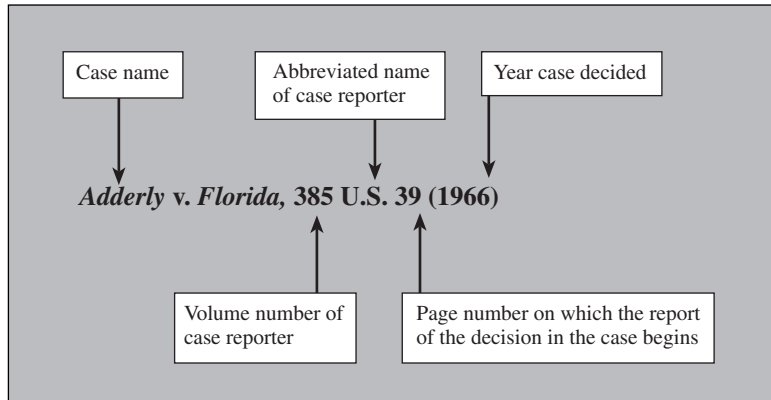 Case name
Abbreviated name
of case reporter
Year case decided
Adderly v. Florida, 385 U.S. 39 (1966)
Volume number of
case reporter
Page number on which the report
of the decision in the case begins